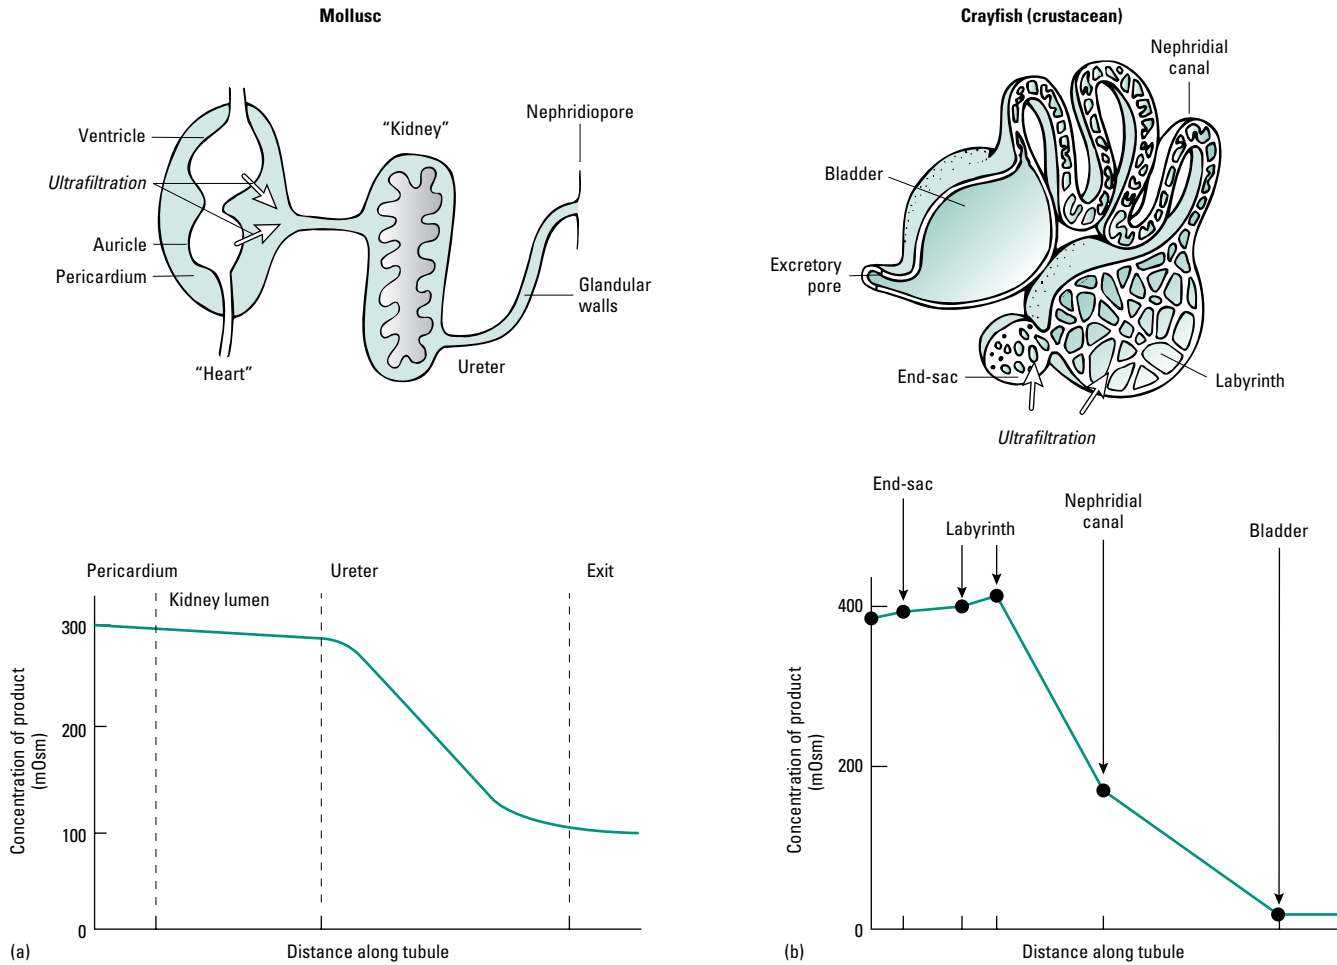 Mollusc
Ventricle
Ultrafiltration
Auricle
Pericardium
"Heart"
"Kidney"
Nephridiopore
Glandular
walls
Ureter
Pericardium
Kidney lumen
Ureter
Exit
Concentration of product
(mOsm)
300
200
100
0
Distance along tubule
(a)
Crayfish (crustacean)
Nephridial
canal
Bladder
Excretory
pore
End-sac
Labyrinth
Ultrafiltration
End-sac
Labyrinth
Nephridial
canal
Bladder
Concentration of product
(mOsm)
400
200
0
Distance along tubule
(b)